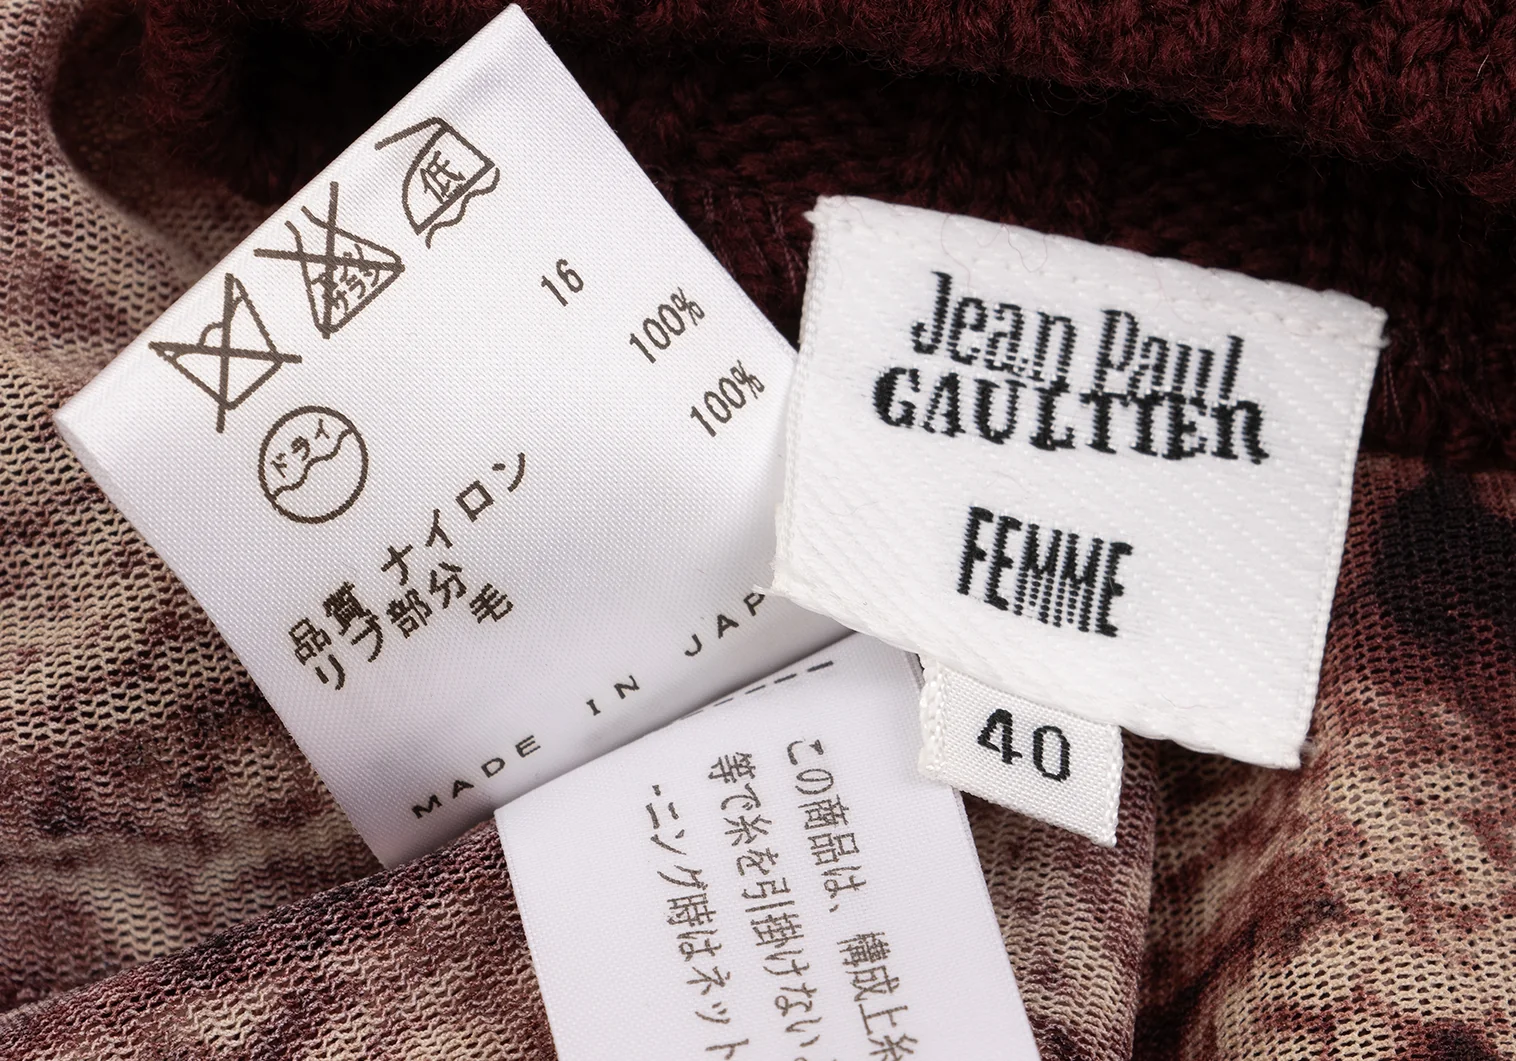 低
ドライ
16
品質 ナイロン 100%
リブ部分 毛 100%
MADE IN JAP
Jean Paul
GAULTIER
FEMME
40
この商品は、構成上糸
等で糸を引掛けない
ニング時はネット